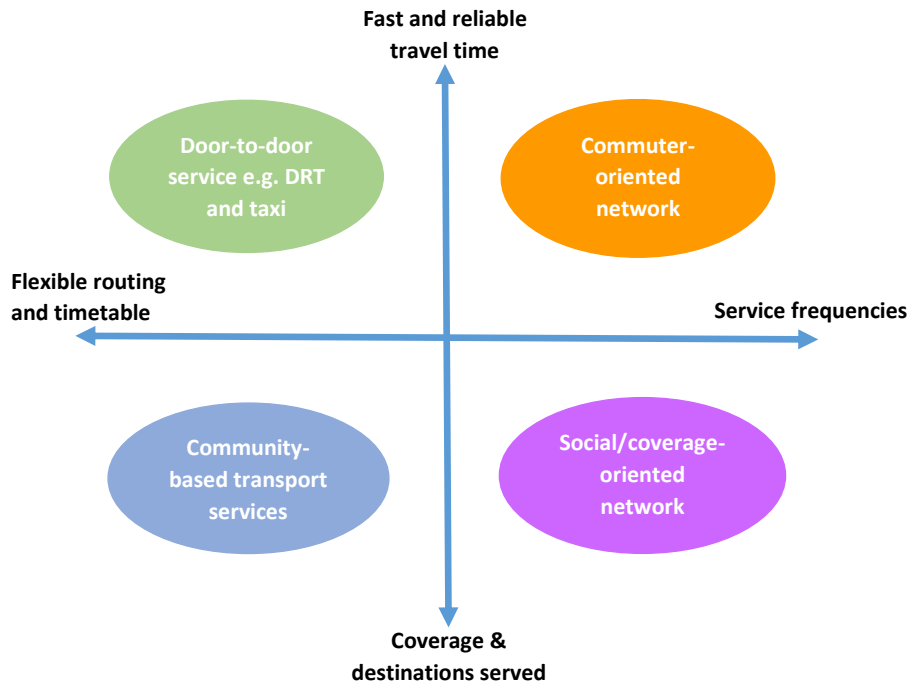 Fast and reliable
travel time
Door-to-door
service e.g. DRT
and taxi
Commuter-
oriented
network
Flexible routing
and timetable
Service frequencies
Community-
based transport
services
Social/coverage-
oriented
network
Coverage &
destinations served